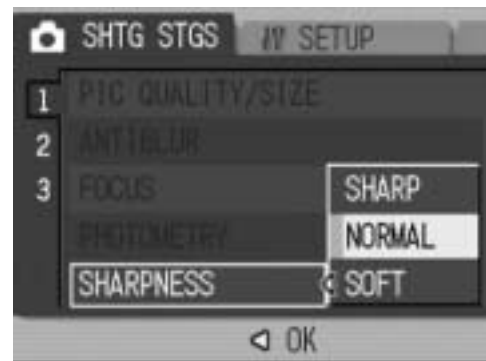 SHTG STGS SETUP
1 PIC QUALITY/SIZE
2 ANTIBLUR
3 FOCUS SHARP
PHOTOMETRY NORMAL
SHARPNESS SOFT
OK